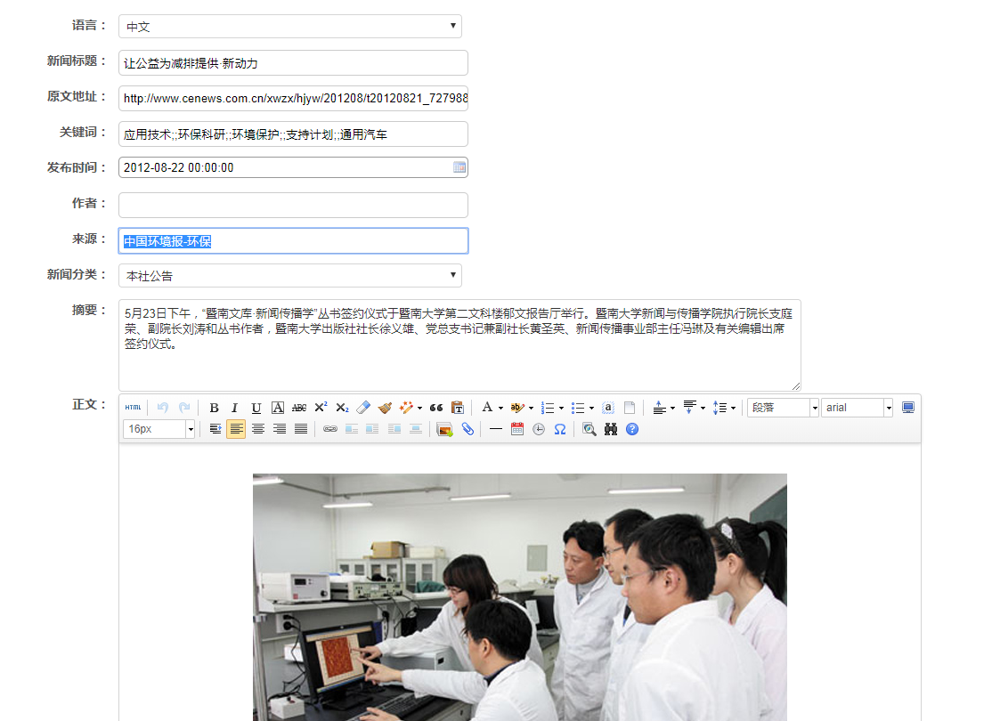 语言： 中文
新闻标题： 让公益为减排提供·新动力
原文地址： http://www.cenews.com.cn/xwzx/hjyw/201208/t20120821_727988
关键词： 应用技术;;环保科研;;环境保护;;支持计划;;通用汽车
发布时间： 2012-08-22 00:00:00
作者：
来源： 中国环境报-环保
新闻分类： 本社公告
摘要： 5月23日下午，“暨南文库·新闻传播学”丛书签约仪式于暨南大学第二文科楼郁文报告厅举行。暨南大学新闻与传播学院执行院长支庭
荣、副院长刘涛和丛书作者，暨南大学出版社社长徐义雄、党总支书记兼副社长黄圣英、新闻传播事业部主任冯琳及有关编辑出席
签约仪式。
正文： HTML B I U A ABC X² X₂ A ab a 段落 arial
16px Ω ?